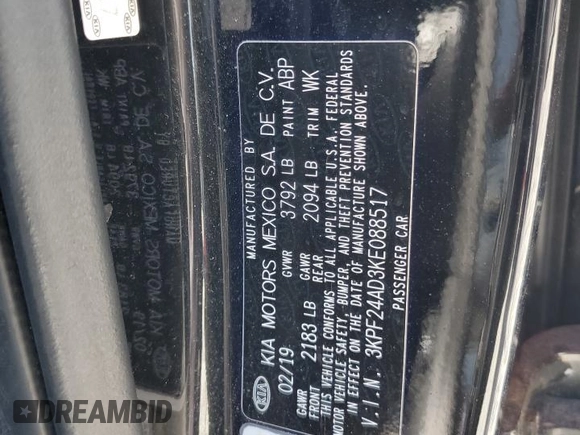 MANUFACTURED BY
KIA KIA MOTORS MEXICO S.A. DE C.V.
02/19 GVWR 3792 LB PAINT ABP
GAWR FRONT 2183 LB GAWR REAR 2094 LB TRIM WK
THIS VEHICLE CONFORMS TO ALL APPLICABLE U.S.A. FEDERAL
MOTOR VEHICLE SAFETY, BUMPER, AND THEFT PREVENTION STANDARDS
IN EFFECT ON THE DATE OF MANUFACTURE SHOWN ABOVE.
V.I.N. 3KPF24AD3KE088517
PASSENGER CAR
DREAMBID